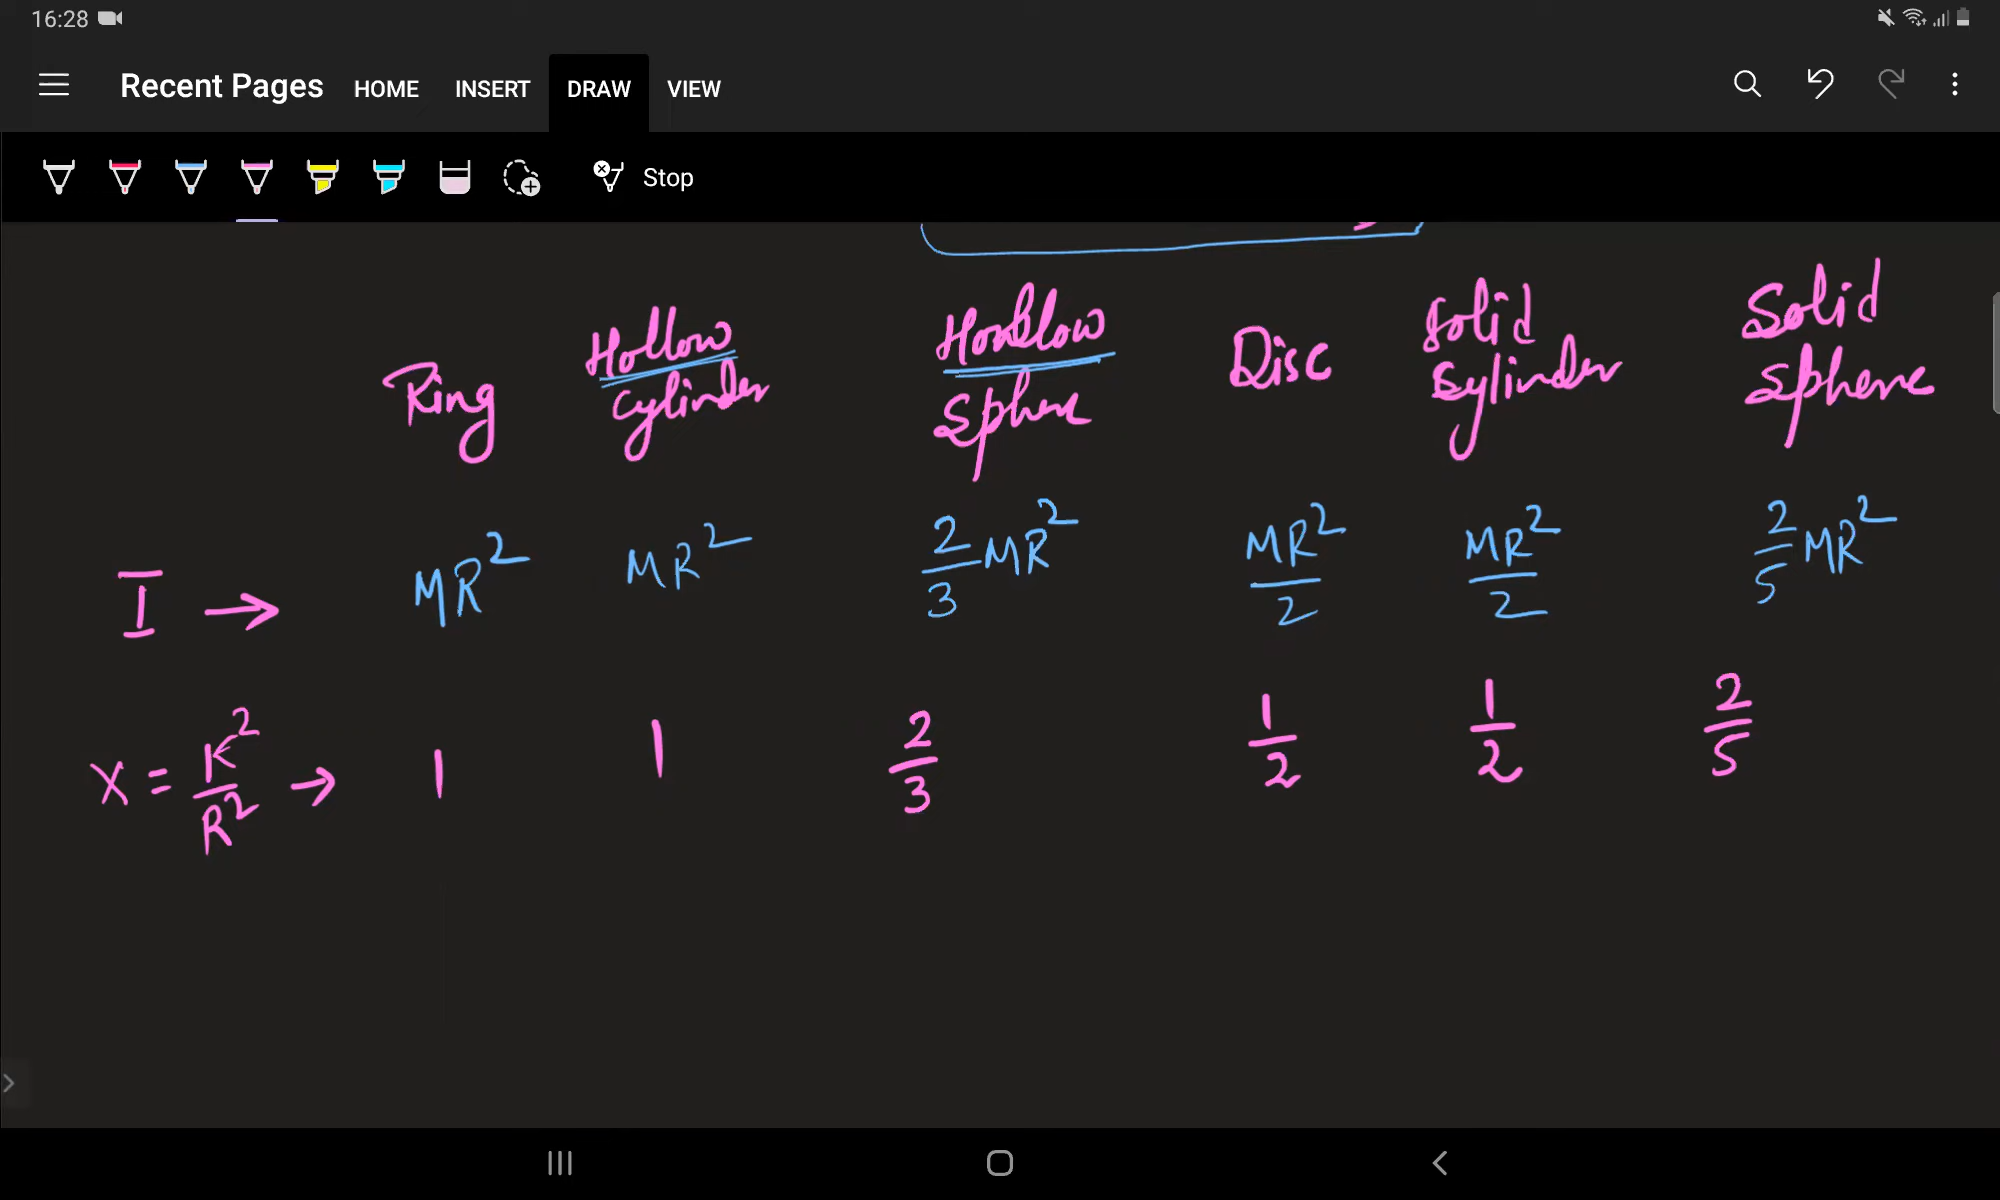 16:28
Recent Pages HOME INSERT DRAW VIEW
Stop
Ring Hollow Cylinder Hollow Sphere Disc Solid Cylinder Solid Sphere
I → MR² MR² 2/3 MR² MR²/2 MR²/2 2/5 MR²
X = K²/R² → 1 1 2/3 1/2 1/2 2/5